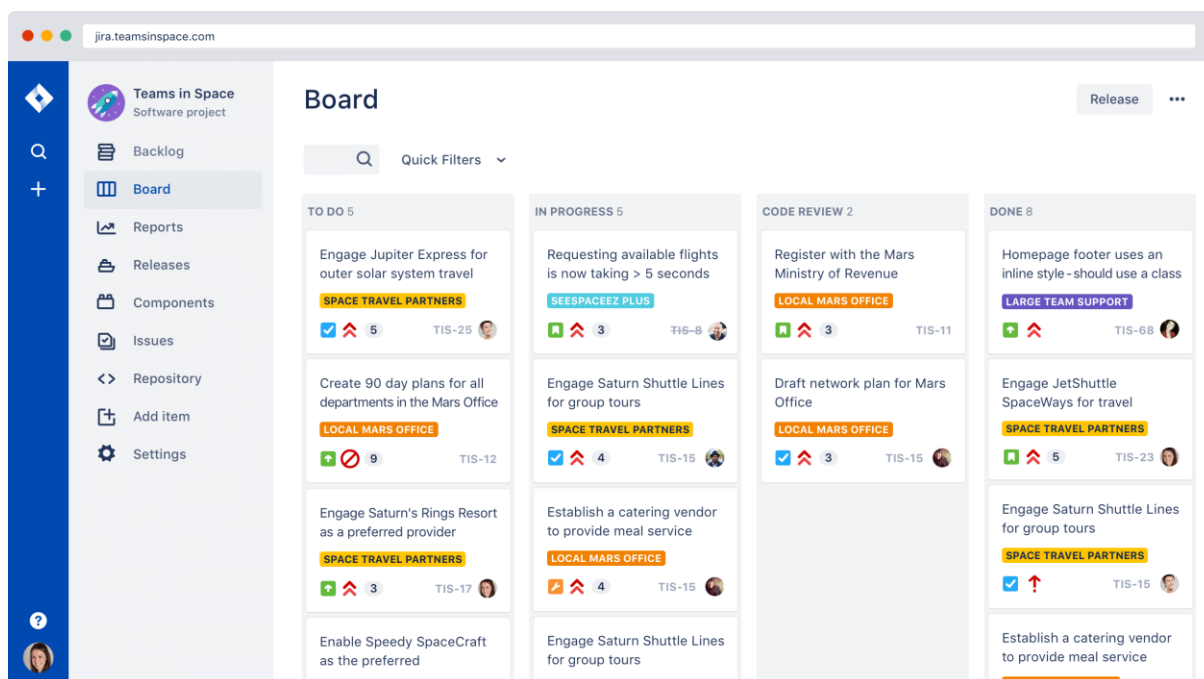 jira.teamsinspace.com
Teams in Space
Software project
Backlog
Board
Reports
Releases
Components
Issues
Repository
Add item
Settings
?
Board
Release
Quick Filters
TO DO 5
Engage Jupiter Express for
outer solar system travel
SPACE TRAVEL PARTNERS
5 TIS-25
Create 90 day plans for all
departments in the Mars Office
LOCAL MARS OFFICE
9 TIS-12
Engage Saturn's Rings Resort
as a preferred provider
SPACE TRAVEL PARTNERS
3 TIS-17
Enable Speedy SpaceCraft
as the preferred
IN PROGRESS 5
Requesting available flights
is now taking > 5 seconds
SEESPACEEZ PLUS
3 TIS-8
Engage Saturn Shuttle Lines
for group tours
SPACE TRAVEL PARTNERS
4 TIS-15
Establish a catering vendor
to provide meal service
LOCAL MARS OFFICE
4 TIS-15
Engage Saturn Shuttle Lines
for group tours
CODE REVIEW 2
Register with the Mars
Ministry of Revenue
LOCAL MARS OFFICE
3 TIS-11
Draft network plan for Mars
Office
LOCAL MARS OFFICE
3 TIS-15
DONE 8
Homepage footer uses an
inline style - should use a class
LARGE TEAM SUPPORT
TIS-68
Engage JetShuttle
SpaceWays for travel
SPACE TRAVEL PARTNERS
5 TIS-23
Engage Saturn Shuttle Lines
for group tours
SPACE TRAVEL PARTNERS
TIS-15
Establish a catering vendor
to provide meal service